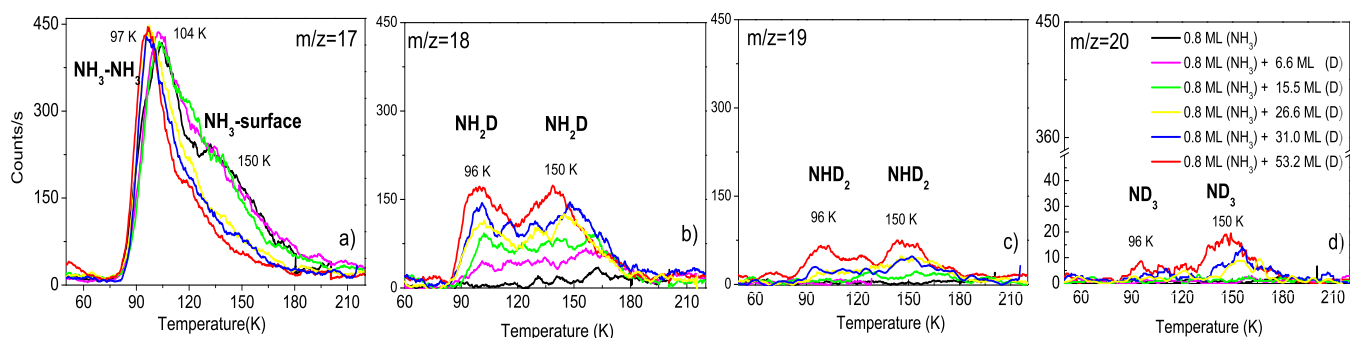 450
300
150
0
Counts/s
m/z=17
97 K
104 K
NH₃-NH₃
NH₃-surface
150 K
a)
60 90 120 150 180 210
Temperature(K)
450
300
150
0
m/z=18
NH₂D NH₂D
96 K 150 K
b)
60 90 120 150 180 210
Temperature (K)
450
300
150
0
m/z=19
NHD₂ NHD₂
96 K 150 K
c)
60 90 120 150 180 210
Temperature (K)
450
360
40
30
20
10
0
m/z=20
0.8 ML (NH₃)
0.8 ML (NH₃) + 6.6 ML (D)
0.8 ML (NH₃) + 15.5 ML (D)
0.8 ML (NH₃) + 26.6 ML (D)
0.8 ML (NH₃) + 31.0 ML (D)
0.8 ML (NH₃) + 53.2 ML (D)
ND₃ ND₃
96 K 150 K
d)
60 90 120 150 180 210
Temperature (K)